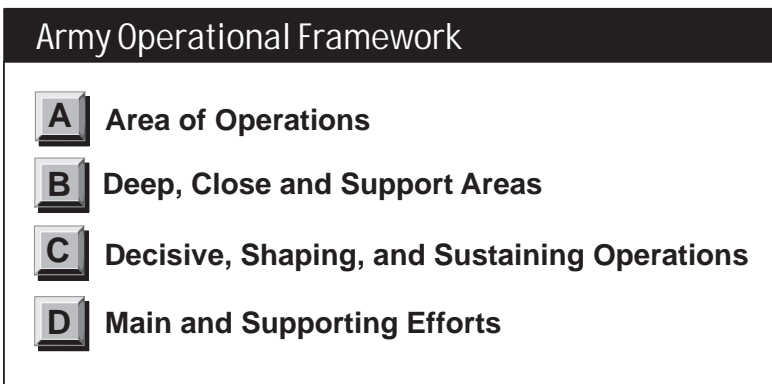 Army Operational Framework
A Area of Operations
B Deep, Close and Support Areas
C Decisive, Shaping, and Sustaining Operations
D Main and Supporting Efforts